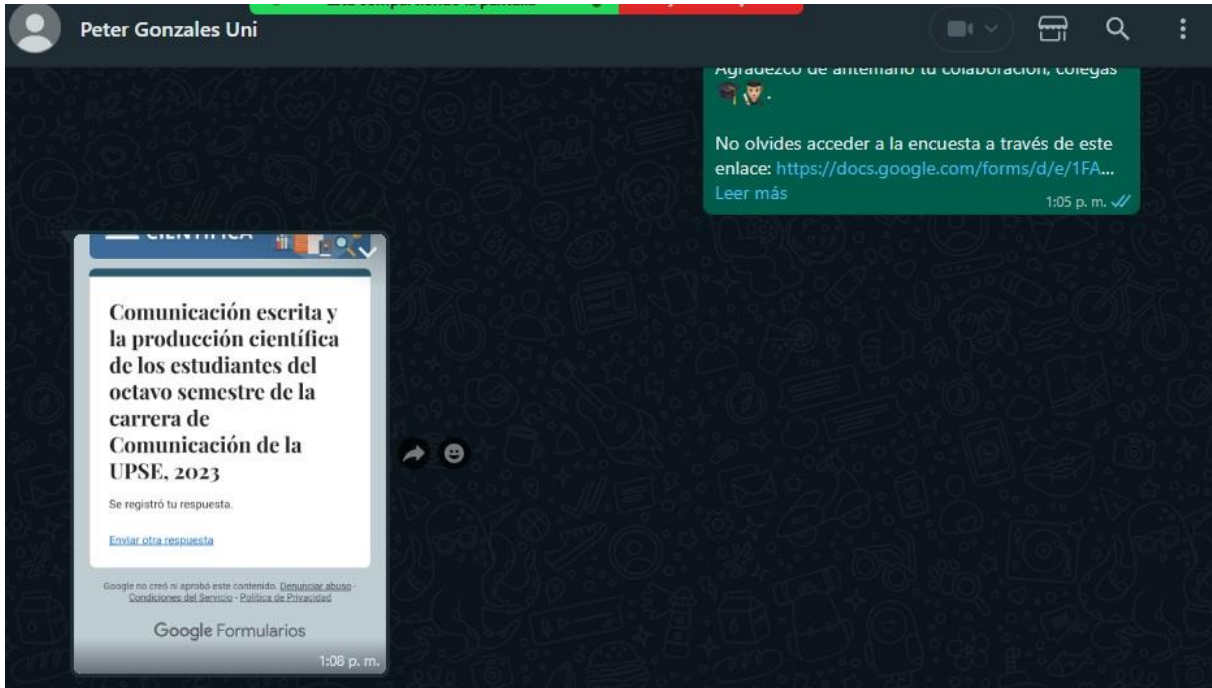 Peter Gonzales Uni
Agradezco de antemano tu colaboración, colegas
🎓👨🏻‍🎓.
No olvides acceder a la encuesta a través de este
enlace: https://docs.google.com/forms/d/e/1FA...
Leer más
1:05 p. m.
CIENTÍFICA
Comunicación escrita y
la producción científica
de los estudiantes del
octavo semestre de la
carrera de
Comunicación de la
UPSE, 2023
Se registró tu respuesta.
Enviar otra respuesta
Google no creó ni aprobó este contenido. Denunciar abuso -
Condiciones del Servicio - Política de Privacidad
Google Formularios
1:08 p. m.